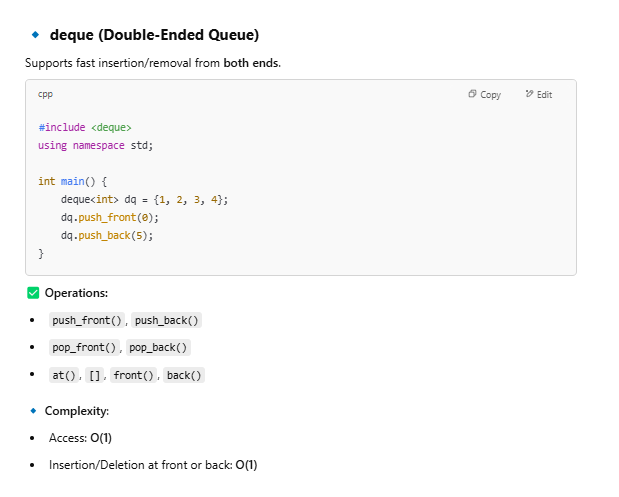 deque (Double-Ended Queue)
Supports fast insertion/removal from both ends.
cpp
Copy
Edit
#include <deque>
using namespace std;
int main() {
    deque<int> dq = {1, 2, 3, 4};
    dq.push_front(0);
    dq.push_back(5);
}
Operations:
push_front(), push_back()
pop_front(), pop_back()
at(), [], front(), back()
Complexity:
Access: O(1)
Insertion/Deletion at front or back: O(1)